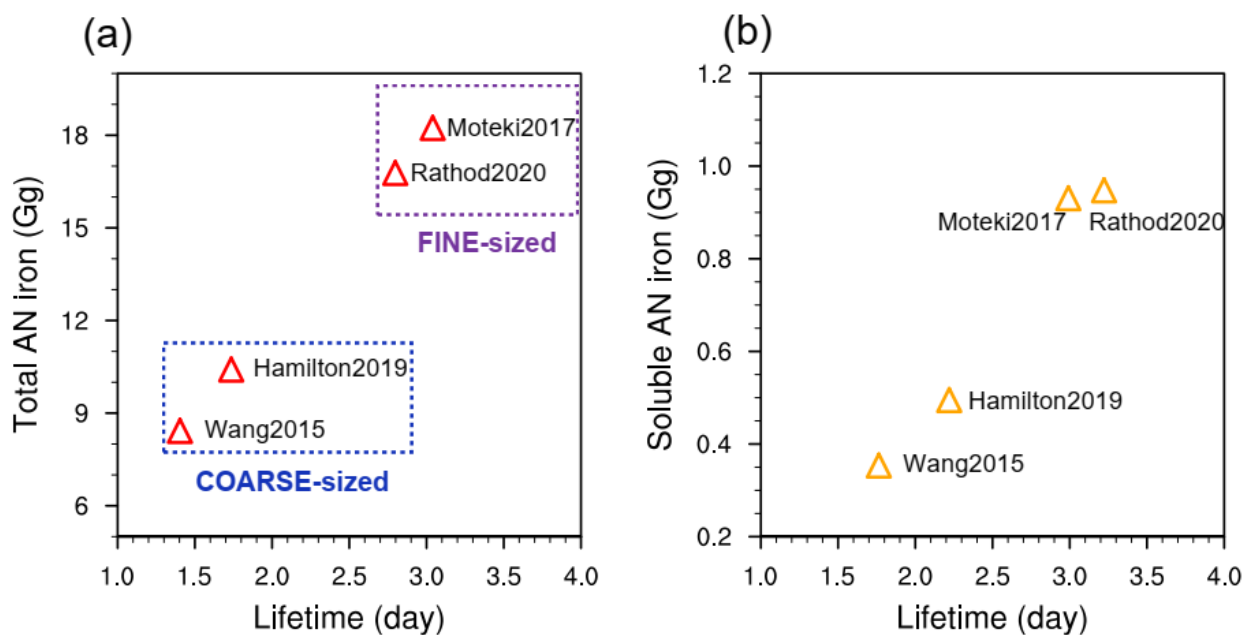 (a)
Total AN iron (Gg)
18
15
12
9
6
Moteki2017
Rathod2020
FINE-sized
Hamilton2019
Wang2015
COARSE-sized
1.0 1.5 2.0 2.5 3.0 3.5 4.0
Lifetime (day)
(b)
Soluble AN iron (Gg)
1.2
1.0
0.8
0.6
0.4
0.2
Moteki2017 Rathod2020
Hamilton2019
Wang2015
1.0 1.5 2.0 2.5 3.0 3.5 4.0
Lifetime (day)